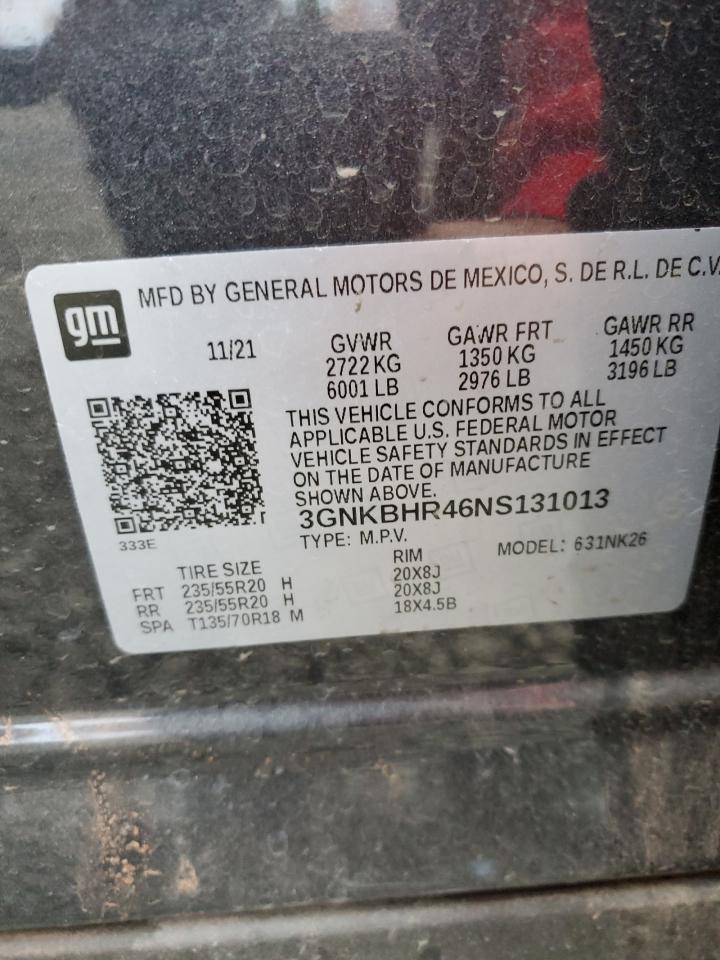 gm
MFD BY GENERAL MOTORS DE MEXICO, S. DE R.L. DE C.V.
11/21
GVWR
2722 KG
6001 LB
GAWR FRT
1350 KG
2976 LB
GAWR RR
1450 KG
3196 LB
THIS VEHICLE CONFORMS TO ALL
APPLICABLE U.S. FEDERAL MOTOR
VEHICLE SAFETY STANDARDS IN EFFECT
ON THE DATE OF MANUFACTURE
SHOWN ABOVE.
3GNKBHR46NS131013
TYPE: M.P.V.
MODEL: 631NK26
333E
TIRE SIZE RIM
FRT 235/55R20 H 20X8J
RR 235/55R20 H 20X8J
SPA T135/70R18 M 18X4.5B